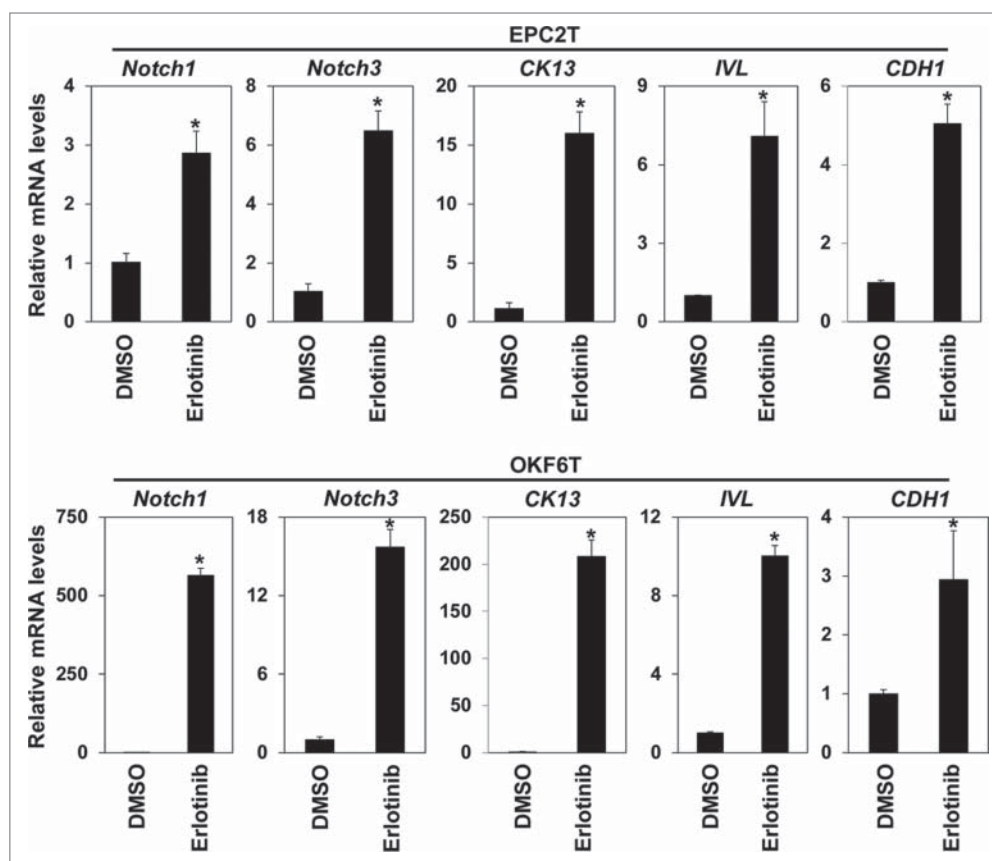 EPC2T
Notch1 Notch3 CK13 IVL CDH1
Relative mRNA levels
4 3 2 1 0
8 6 4 2 0
20 15 10 5 0
9 6 3 0
6 4 2 0
* * * * *
DMSO Erlotinib DMSO Erlotinib DMSO Erlotinib DMSO Erlotinib DMSO Erlotinib
OKF6T
Notch1 Notch3 CK13 IVL CDH1
Relative mRNA levels
750 500 250 0
18 12 6 0
250 200 150 100 50 0
12 8 4 0
4 3 2 1 0
* * * * *
DMSO Erlotinib DMSO Erlotinib DMSO Erlotinib DMSO Erlotinib DMSO Erlotinib